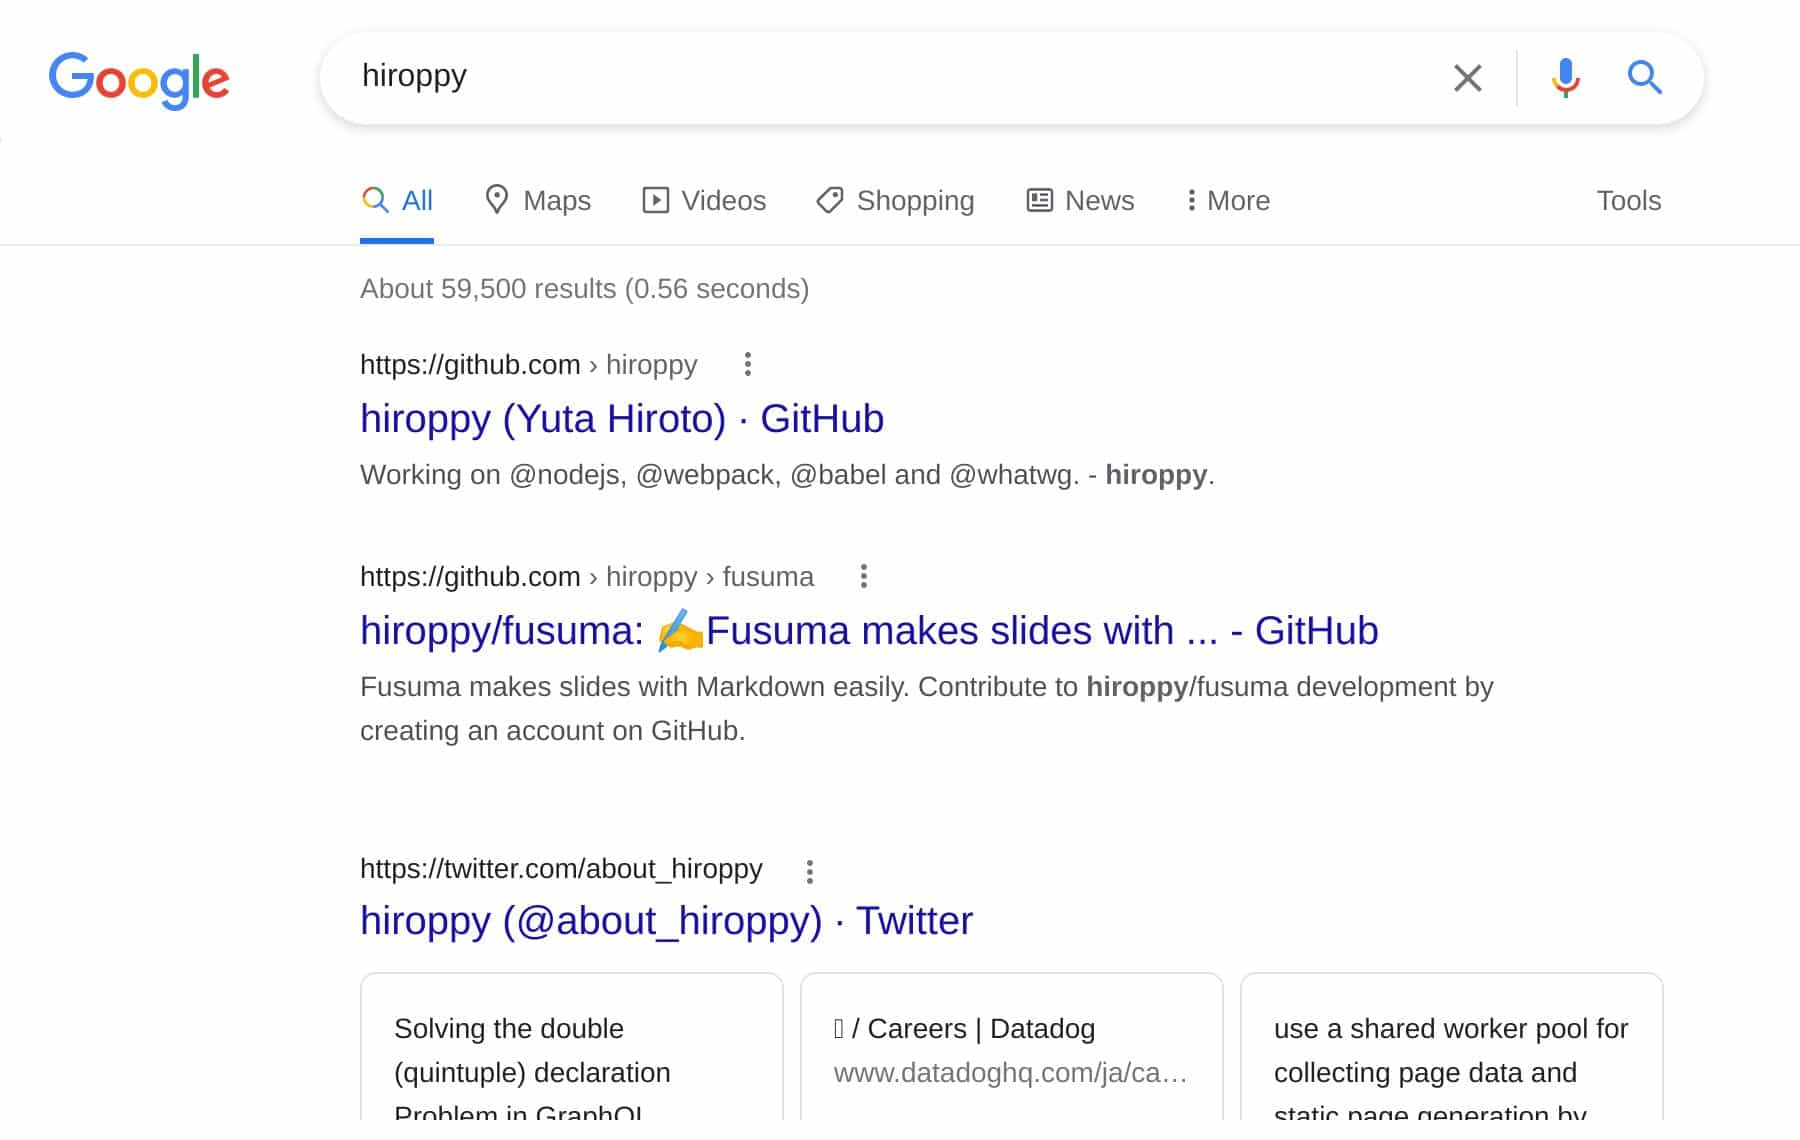 Google
hiroppy
All Maps Videos Shopping News More Tools
About 59,500 results (0.56 seconds)
https://github.com › hiroppy
hiroppy (Yuta Hiroto) · GitHub
Working on @nodejs, @webpack, @babel and @whatwg. - hiroppy.
https://github.com › hiroppy › fusuma
hiroppy/fusuma: ✍Fusuma makes slides with ... - GitHub
Fusuma makes slides with Markdown easily. Contribute to hiroppy/fusuma development by
creating an account on GitHub.
https://twitter.com/about_hiroppy
hiroppy (@about_hiroppy) · Twitter
Solving the double
(quintuple) declaration
Problem in GraphQL
/ Careers | Datadog
www.datadoghq.com/ja/ca…
use a shared worker pool for
collecting page data and
static page generation by